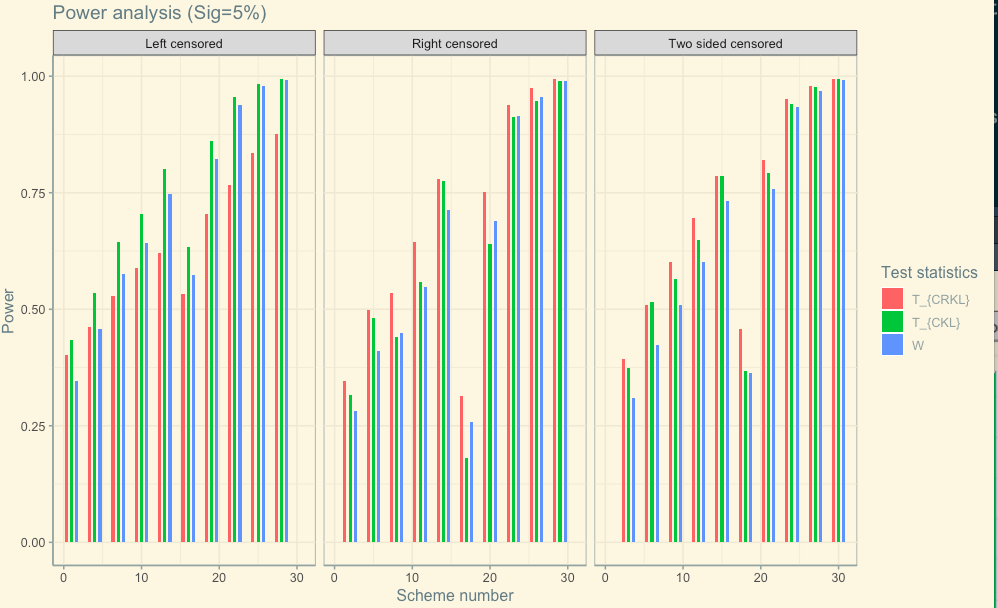 Power analysis (Sig=5%)
Left censored
Right censored
Two sided censored
1.00
0.75
0.50
0.25
0.00
Power
0 10 20 30
0 10 20 30
0 10 20 30
Scheme number
Test statistics
T_{CRKL}
T_{CKL}
W